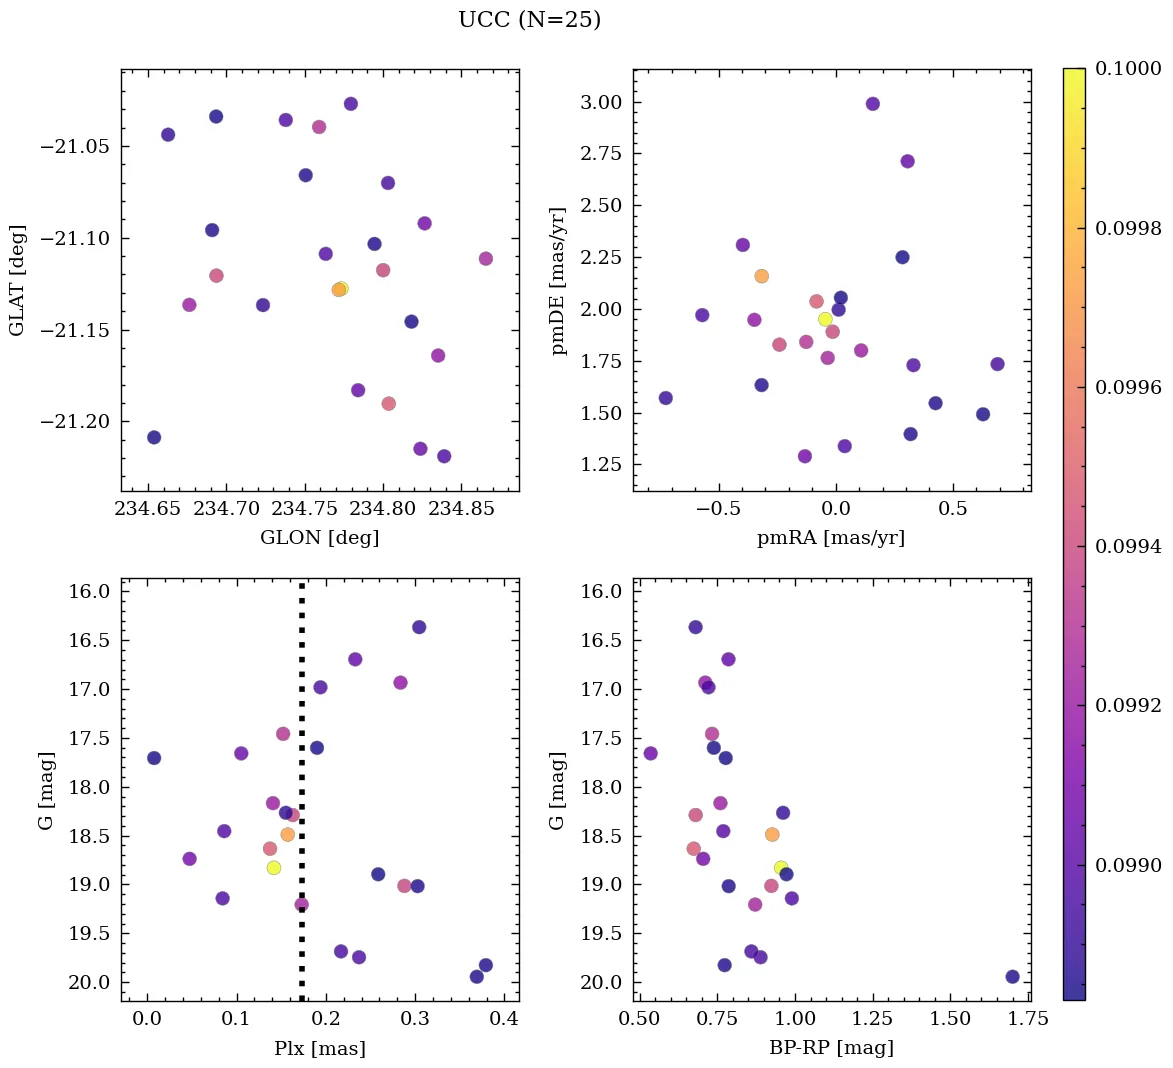 UCC (N=25)
−21.05
−21.10
−21.15
−21.20
GLAT [deg]
234.65 234.70 234.75 234.80 234.85
GLON [deg]
3.00
2.75
2.50
2.25
2.00
1.75
1.50
1.25
pmDE [mas/yr]
−0.5 0.0 0.5
pmRA [mas/yr]
0.1000
0.0998
0.0996
0.0994
0.0992
0.0990
16.0
16.5
17.0
17.5
18.0
18.5
19.0
19.5
20.0
G [mag]
0.0 0.1 0.2 0.3 0.4
Plx [mas]
16.0
16.5
17.0
17.5
18.0
18.5
19.0
19.5
20.0
G [mag]
0.50 0.75 1.00 1.25 1.50 1.75
BP-RP [mag]